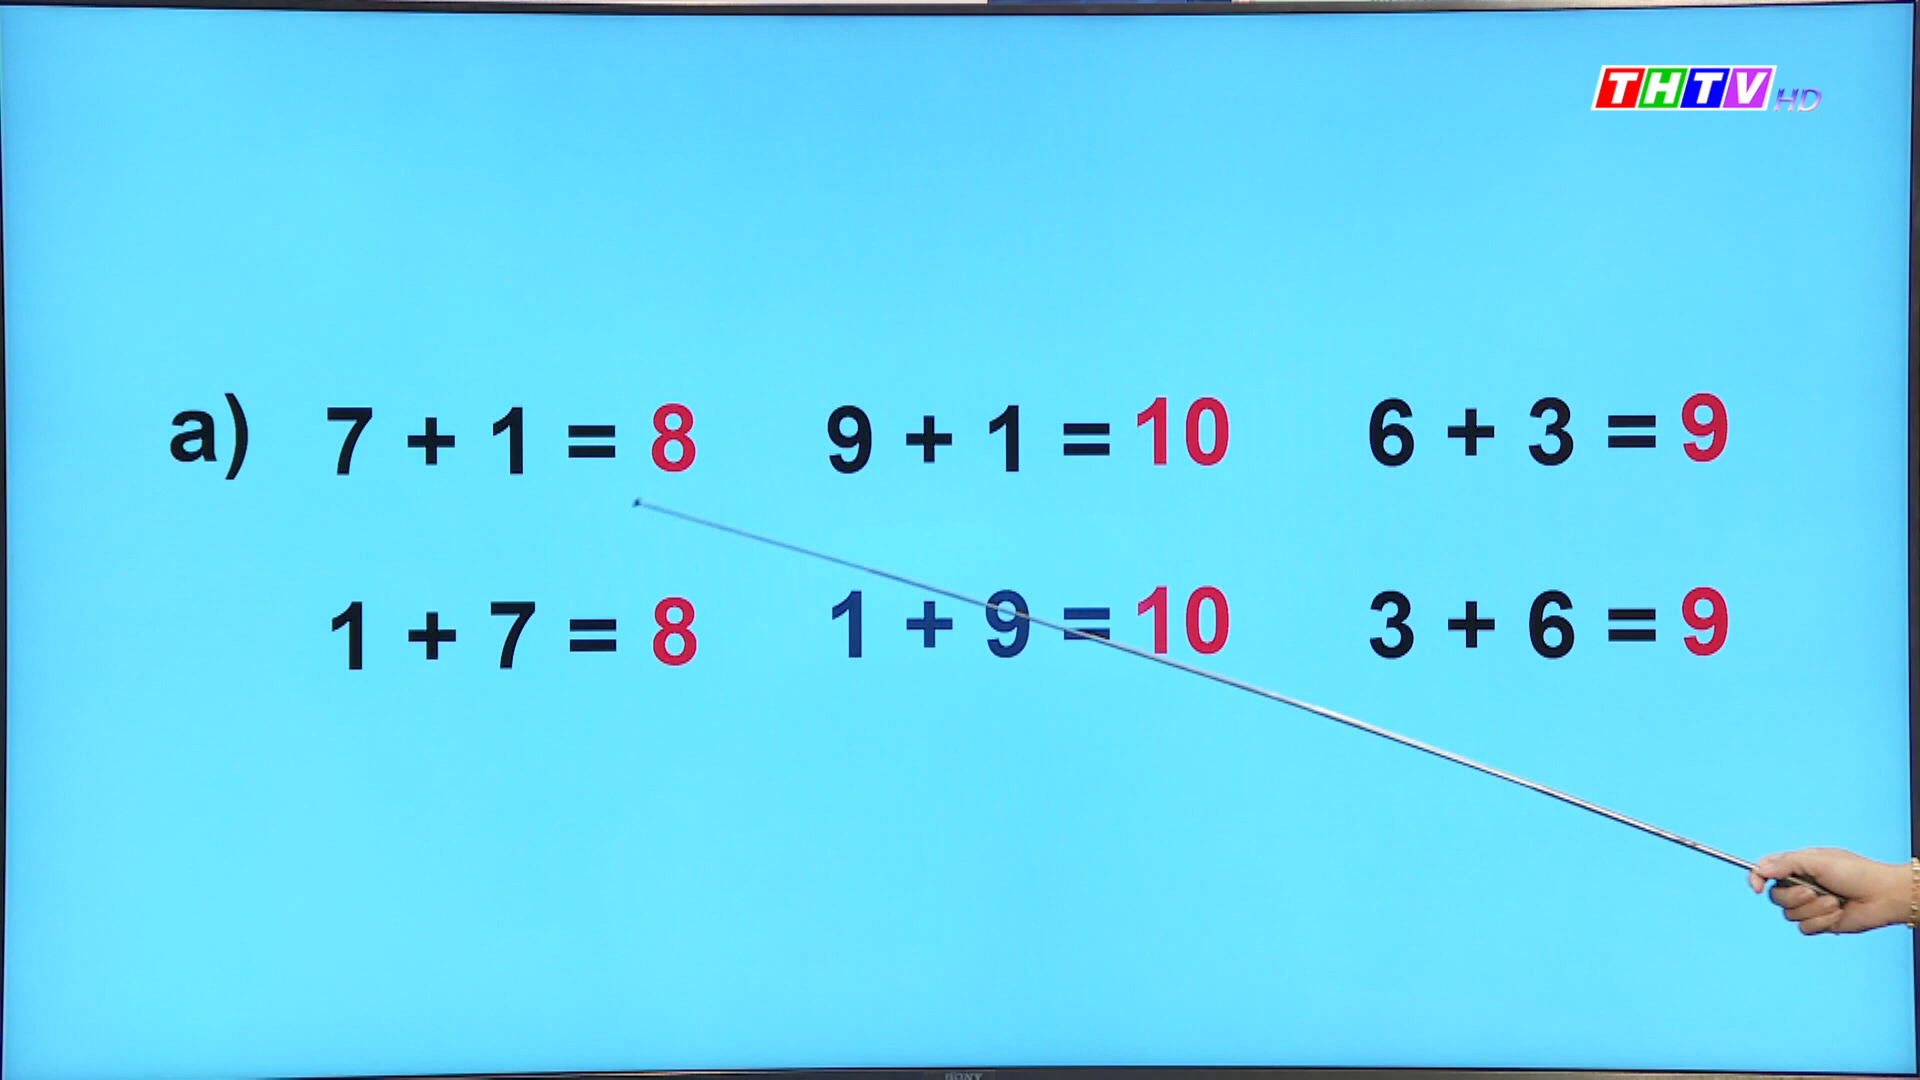 THTV HD
a) 7 + 1 = 8 9 + 1 = 10 6 + 3 = 9
1 + 7 = 8 1 + 9 = 10 3 + 6 = 9
SONY